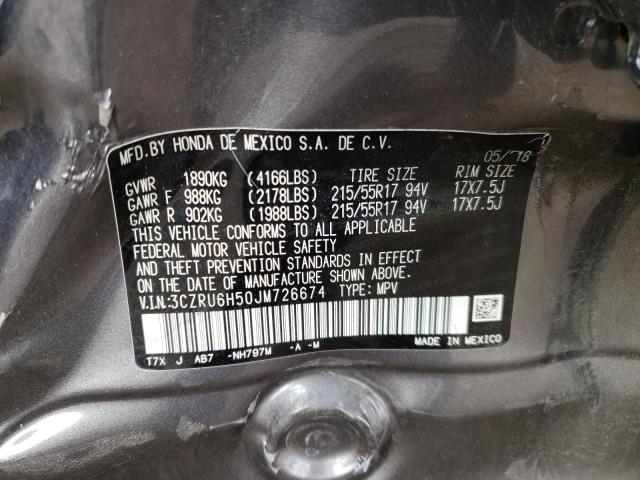 MFD.BY HONDA DE MEXICO S.A. DE C.V. 05/18
GVWR 1890KG (4166LBS) TIRE SIZE RIM SIZE
GAWR F 988KG (2178LBS) 215/55R17 94V 17X7.5J
GAWR R 902KG (1988LBS) 215/55R17 94V 17X7.5J
THIS VEHICLE CONFORMS TO ALL APPLICABLE
FEDERAL MOTOR VEHICLE SAFETY
AND THEFT PREVENTION STANDARDS IN EFFECT
ON THE DATE OF MANUFACTURE SHOWN ABOVE.
V.I.N:3CZRU6H50JM726674 TYPE: MPV
T7X J AB7 -NH797M -A -M MADE IN MEXICO